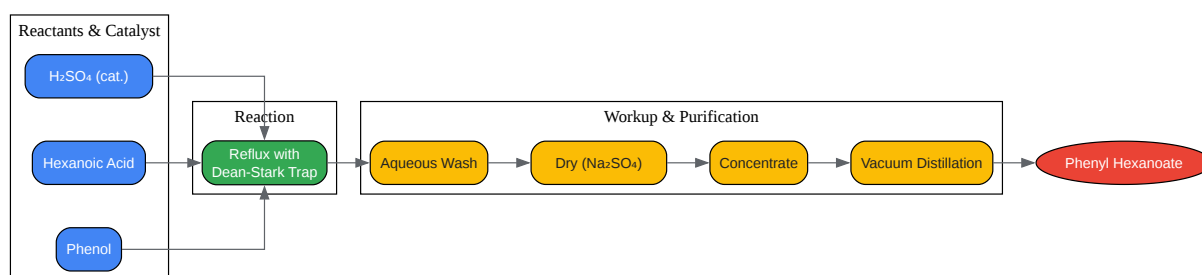 Reactants & Catalyst
H₂SO₄ (cat.)
Hexanoic Acid
Phenol
Reaction
Reflux with
Dean-Stark Trap
Workup & Purification
Aqueous Wash
Dry (Na₂SO₄)
Concentrate
Vacuum Distillation
Phenyl Hexanoate